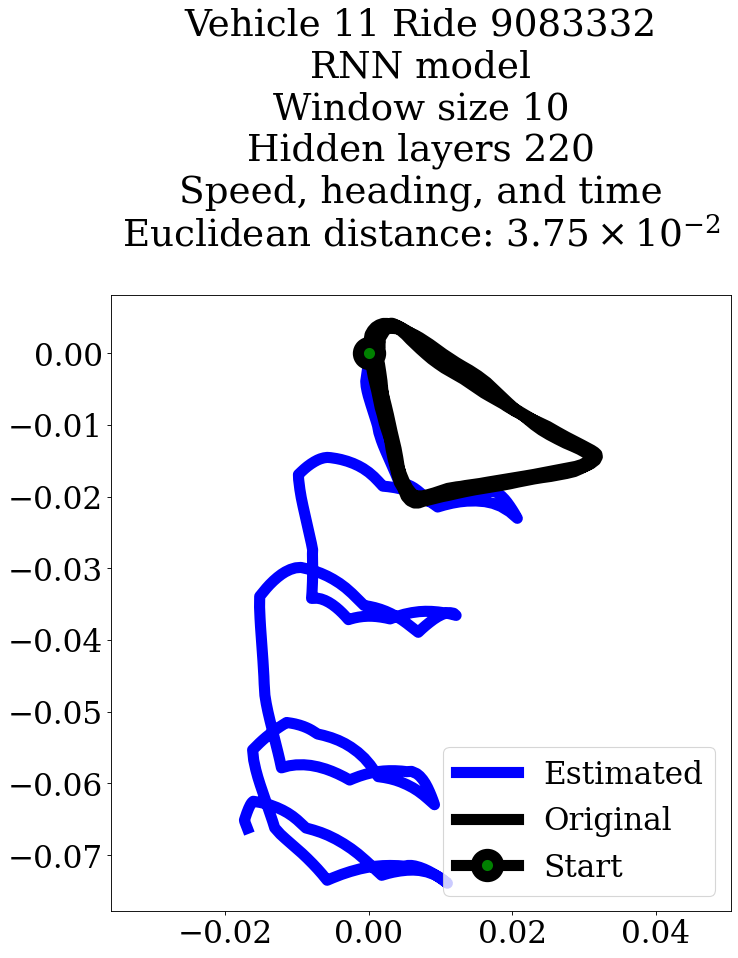 Vehicle 11 Ride 9083332
RNN model
Window size 10
Hidden layers 220
Speed, heading, and time
Euclidean distance: 3.75 × 10⁻²
0.00
−0.01
−0.02
−0.03
−0.04
−0.05
−0.06
−0.07
Estimated
Original
Start
−0.02 0.00 0.02 0.04